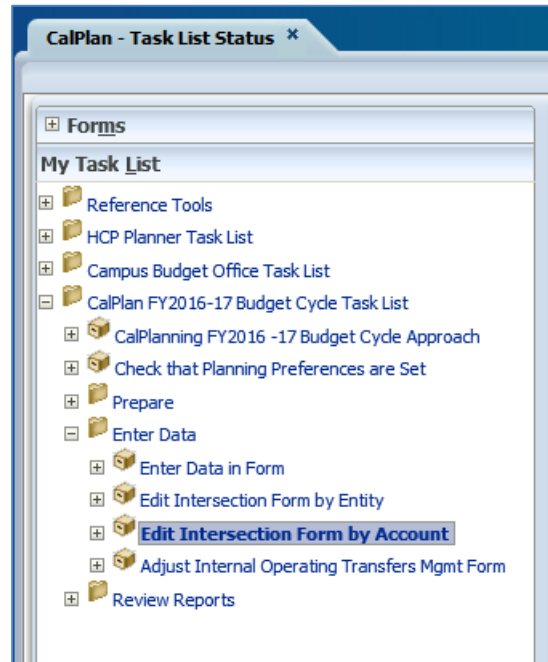 CalPlan - Task List Status ×
Forms
My Task List
Reference Tools
HCP Planner Task List
Campus Budget Office Task List
CalPlan FY2016-17 Budget Cycle Task List
CalPlanning FY2016 -17 Budget Cycle Approach
Check that Planning Preferences are Set
Prepare
Enter Data
Enter Data in Form
Edit Intersection Form by Entity
Edit Intersection Form by Account
Adjust Internal Operating Transfers Mgmt Form
Review Reports